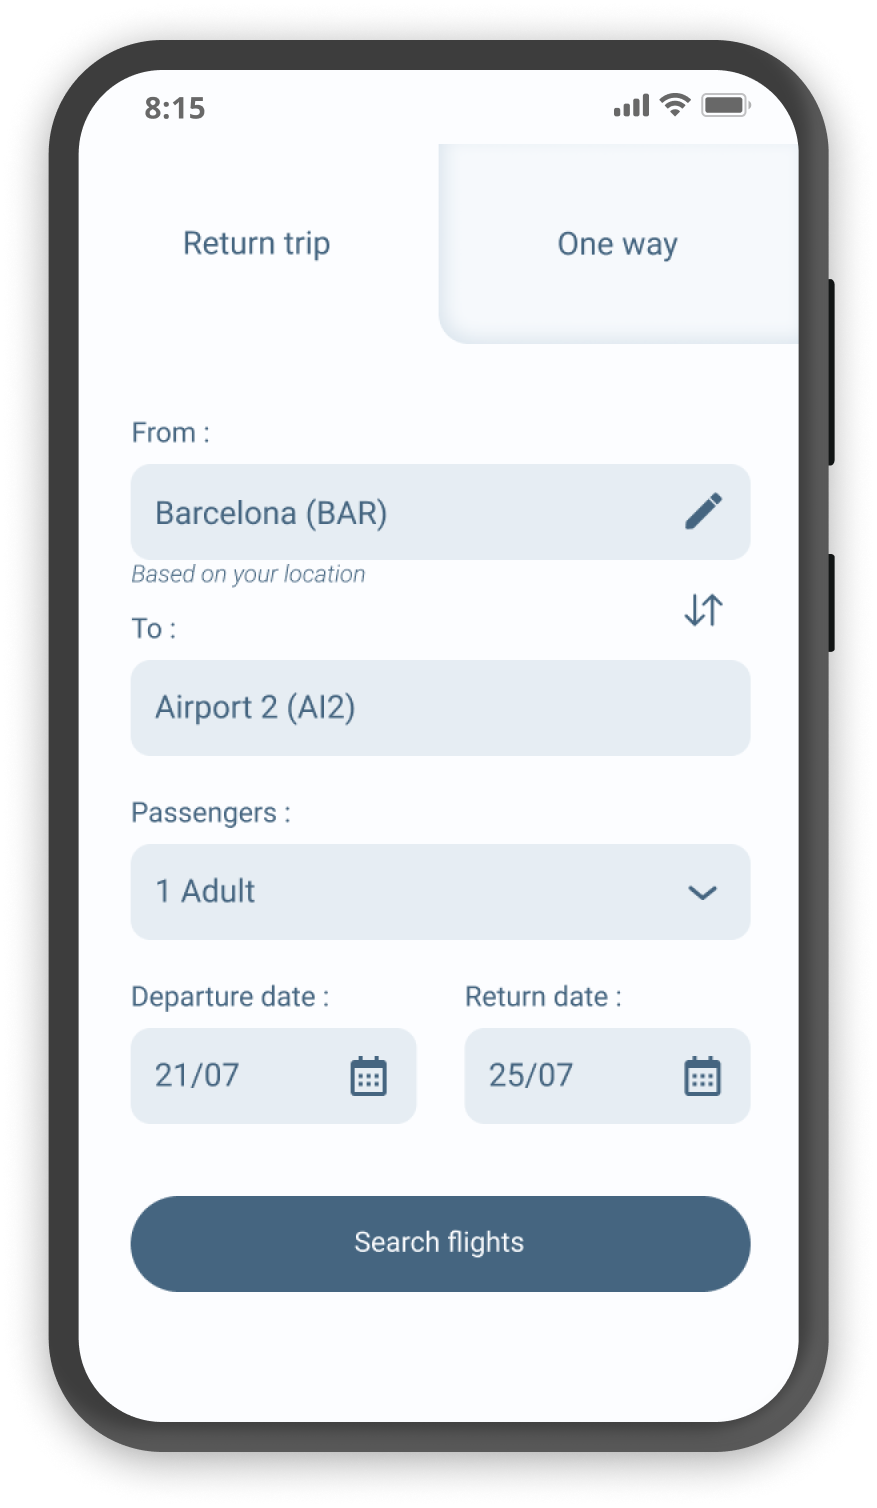 8:15
Return trip
One way
From :
Barcelona (BAR)
Based on your location
To :
Airport 2 (AI2)
Passengers :
1 Adult
Departure date :
Return date :
21/07
25/07
Search flights